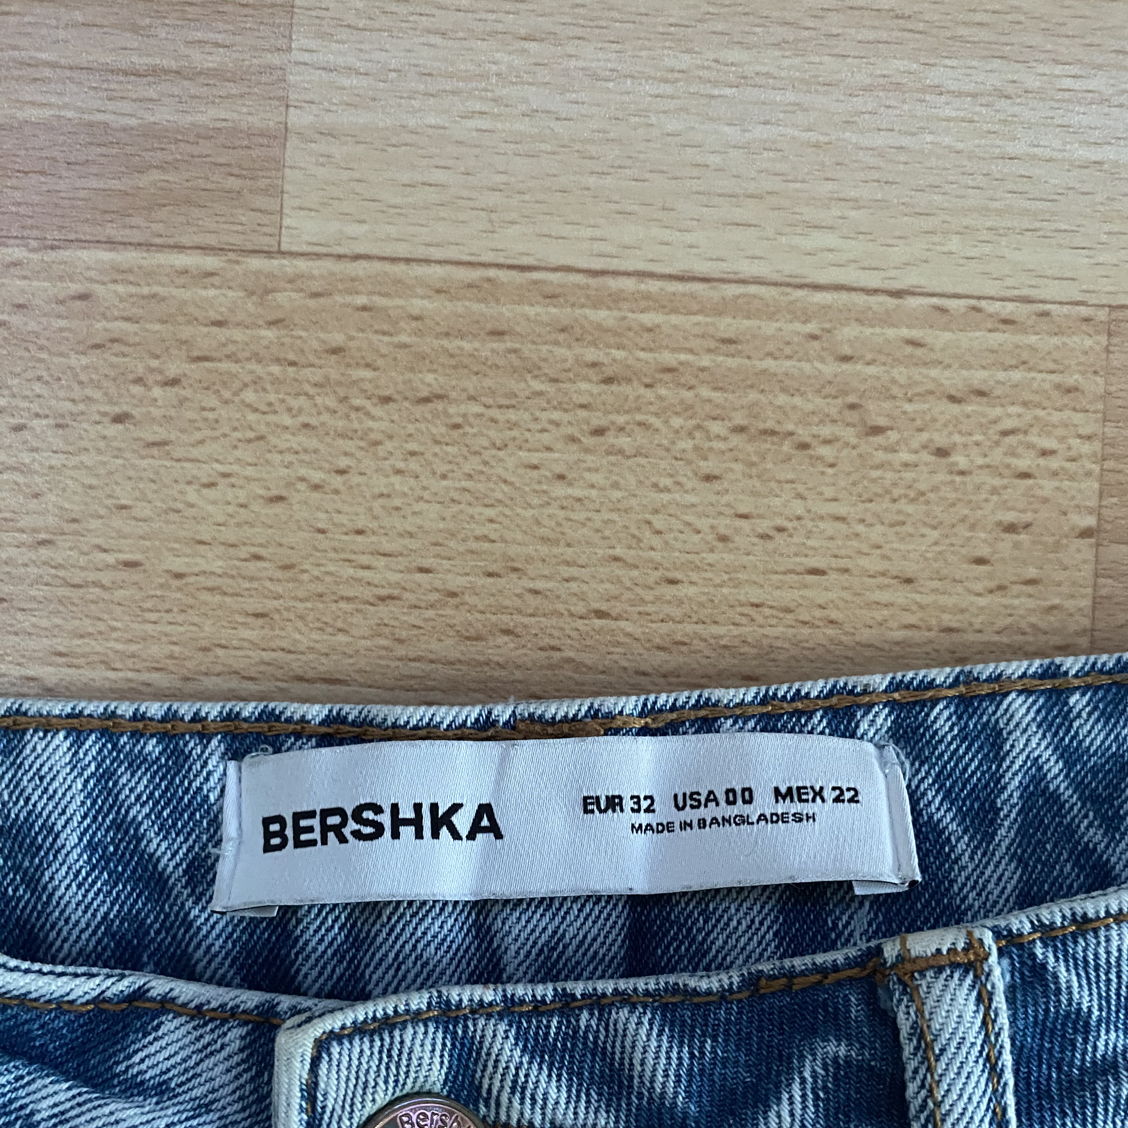 BERSHKA
EUR 32 USA 00 MEX 22
MADE IN BANGLADESH